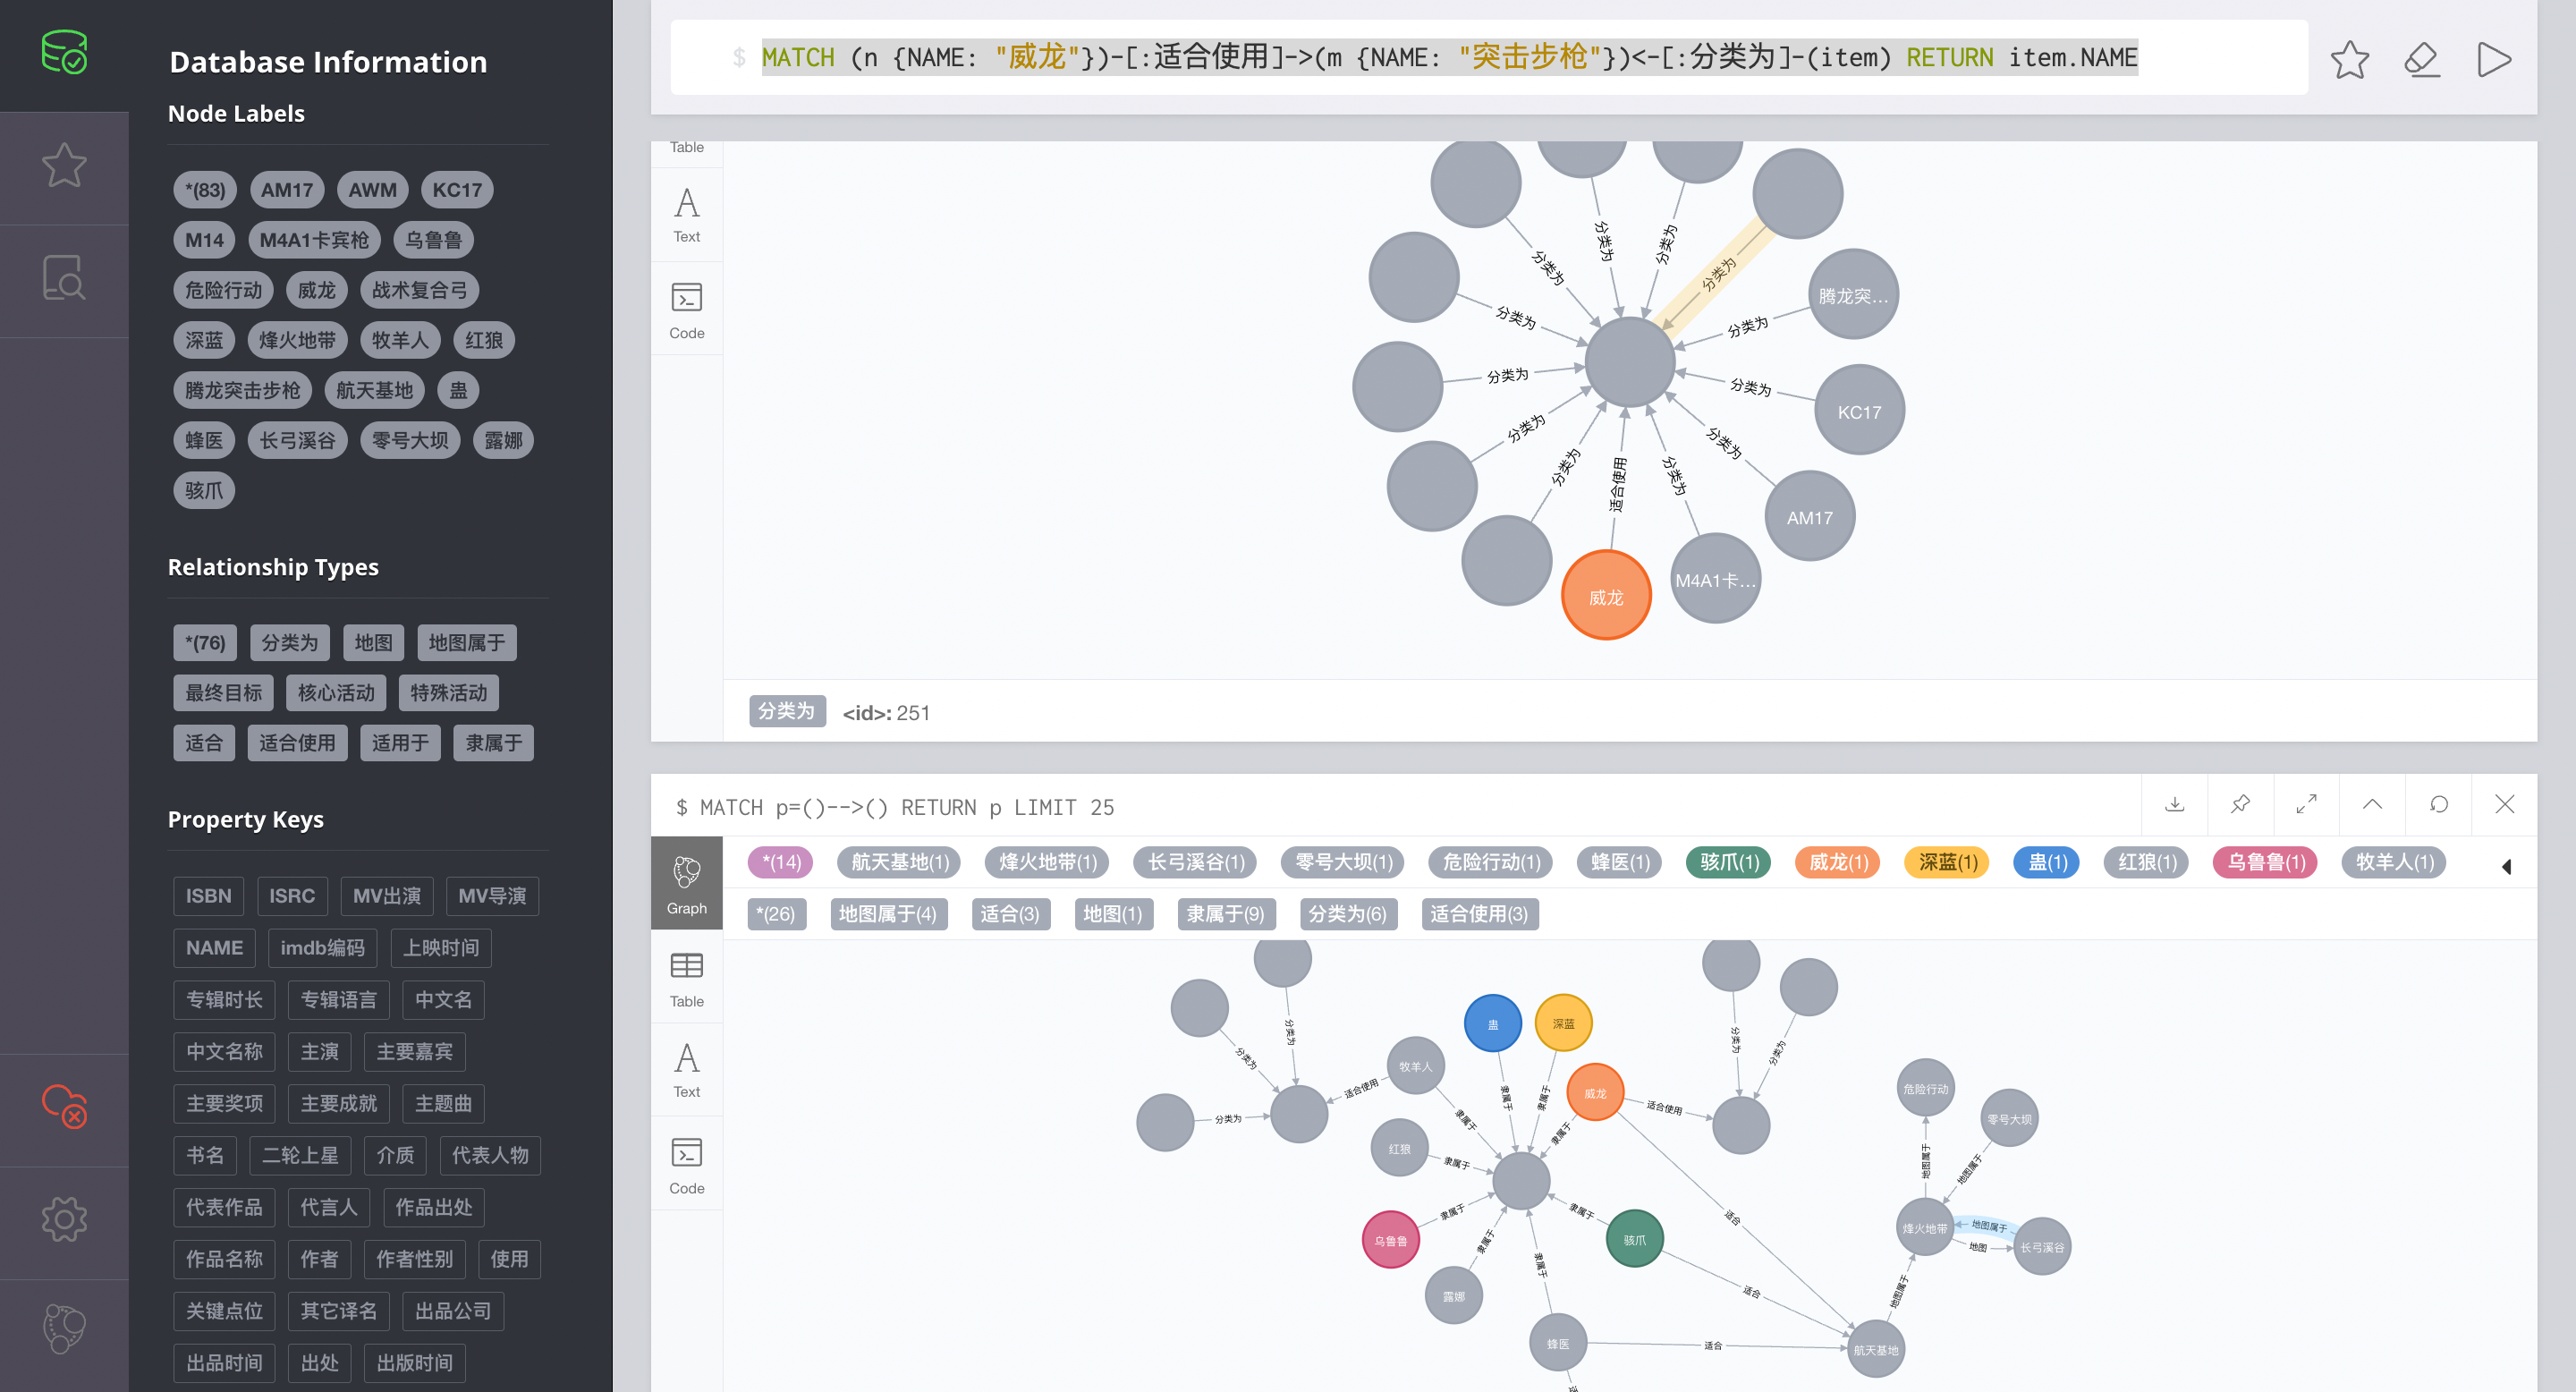 Database Information
Node Labels
*(83) AM17 AWM KC17
M14 M4A1卡宾枪 乌鲁鲁
危险行动 威龙 战术复合弓
深蓝 烽火地带 牧羊人 红狼
腾龙突击步枪 航天基地 蛊
蜂医 长弓溪谷 零号大坝 露娜
骇爪
Relationship Types
*(76) 分类为 地图 地图属于
最终目标 核心活动 特殊活动
适合 适合使用 适用于 隶属于
Property Keys
ISBN ISRC MV出演 MV导演
NAME imdb编码 上映时间
专辑时长 专辑语言 中文名
中文名称 主演 主要嘉宾
主要奖项 主要成就 主题曲
书名 二轮上星 介质 代表人物
代表作品 代言人 作品出处
作品名称 作者 作者性别 使用
关键点位 其它译名 出品公司
出品时间 出处 出版时间
$ MATCH (n {NAME: "威龙"})-[:适合使用]->(m {NAME: "突击步枪"})<-[:分类为]-(item) RETURN item.NAME
Table
Text
Code
分类为
分类为
分类为
分类为
分类为
腾龙突...
分类为
分类为
分类为
KC17
分类为
分类为
分类为
适合使用
分类为
AM17
M4A1卡...
威龙
分类为 <id>: 251
$ MATCH p=()-->() RETURN p LIMIT 25
Graph
Table
Text
Code
*(14) 航天基地(1) 烽火地带(1) 长弓溪谷(1) 零号大坝(1) 危险行动(1) 蜂医(1) 骇爪(1) 威龙(1) 深蓝(1) 蛊(1) 红狼(1) 乌鲁鲁(1) 牧羊人(1)
*(26) 地图属于(4) 适合(3) 地图(1) 隶属于(9) 分类为(6) 适合使用(3)
蛊
深蓝
分类为
分类为
分类为
分类为
牧羊人
适合使用
隶属于
隶属于
威龙
适合使用
危险行动
零号大坝
分类为
隶属于
隶属于
红狼
隶属于
地图属于
地图属于
乌鲁鲁
隶属于
隶属于
骇爪
适合
烽火地带
地图属于
地图
长弓溪谷
隶属于
隶属于
露娜
适合
地图属于
蜂医
适合
航天基地